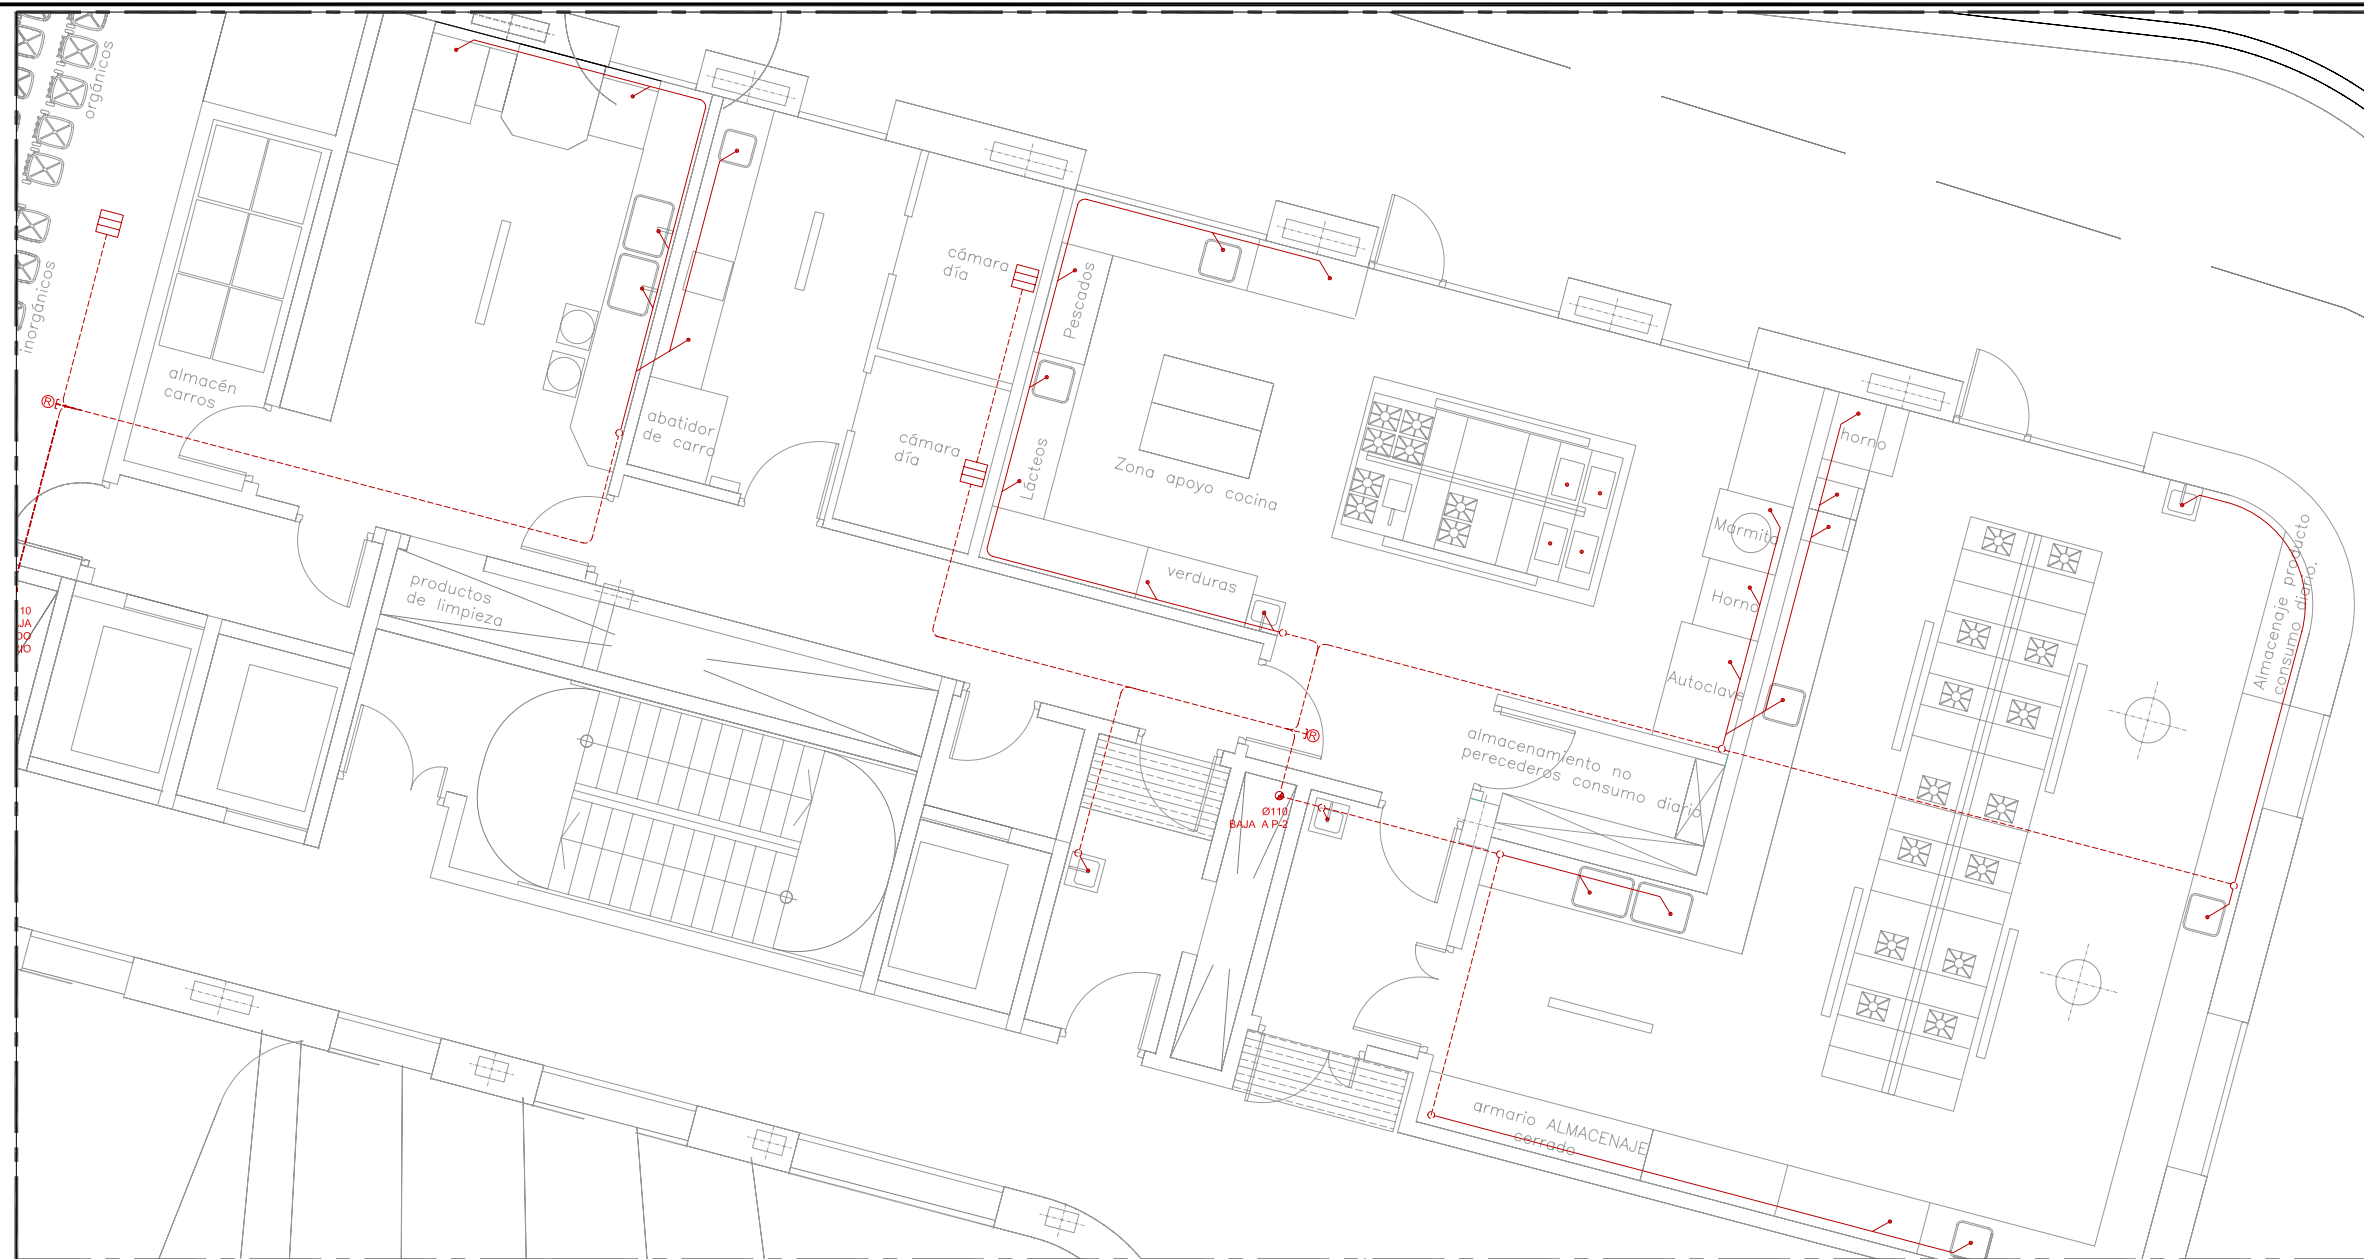 orgánicos
inorgánicos
almacén
carros
R
abatidor
de carro
cámara
día
cámara
día
Pescados
Lácteos
Zona apoyo cocina
verduras
horno
Marmita
Horno
Autoclave
productos
de limpieza
almacenamiento no
perecederos consumo diario
R
Ø110
BAJA A P-2
Almacenaje producto
consumo diario.
armario ALMACENAJE
cerrado
10
JA